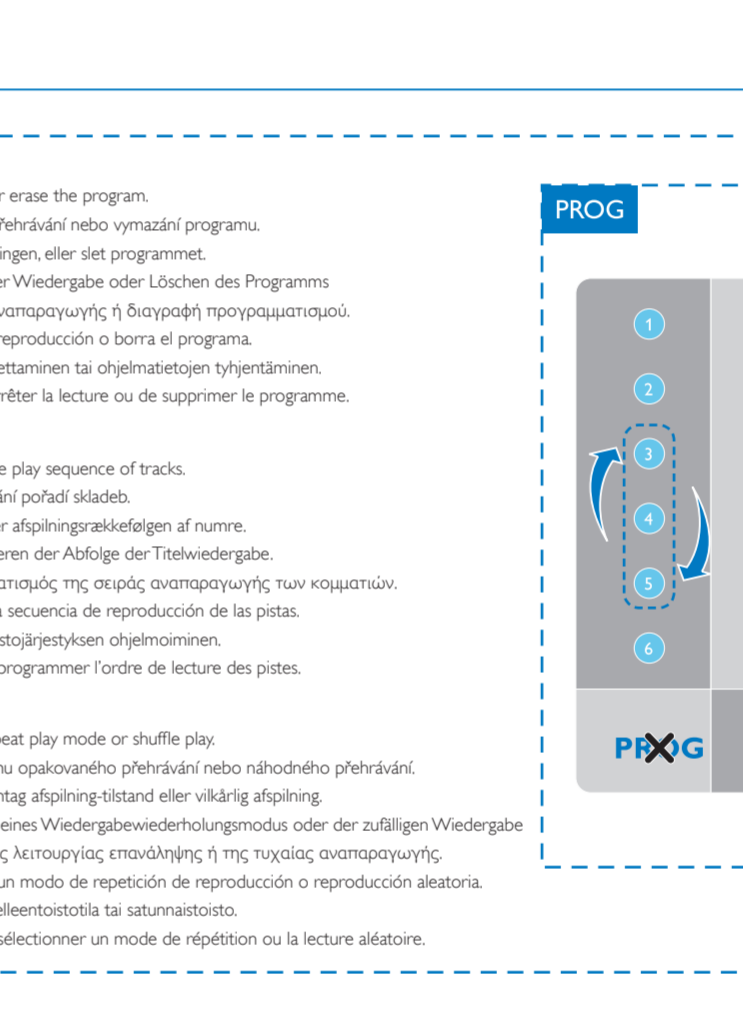 r erase the program.
řehrávání nebo vymazání programu.
ingen, eller slet programmet.
er Wiedergabe oder Löschen des Programms
ναπαραγωγής ή διαγραφή προγραμματισμού.
reproducción o borra el programa.
ettaminen tai ohjelmatietojen tyhjentäminen.
rrêter la lecture ou de supprimer le programme.
e play sequence of tracks.
ání pořadí skladeb.
er afspilningsrækkefølgen af numre.
eren der Abfolge der Titelwiedergabe.
ατισμός της σειράς αναπαραγωγής των κομματιών.
a secuencia de reproducción de las pistas.
stojärjestyksen ohjelmoiminen.
programmer l'ordre de lecture des pistes.
eat play mode or shuffle play.
mu opakovaného přehrávání nebo náhodného přehrávání.
ntag afspilning-tilstand eller vilkårlig afspilning.
eines Wiedergabewiederholungsmodus oder der zufälligen Wiedergabe
ς λειτουργίας επανάληψης ή της τυχαίας αναπαραγωγής.
un modo de repetición de reproducción o reproducción aleatoria.
elleentoistotila tai satunnaistoisto.
sélectionner un mode de répétition ou la lecture aléatoire.
PROG
1
2
3
4
5
6
PROG